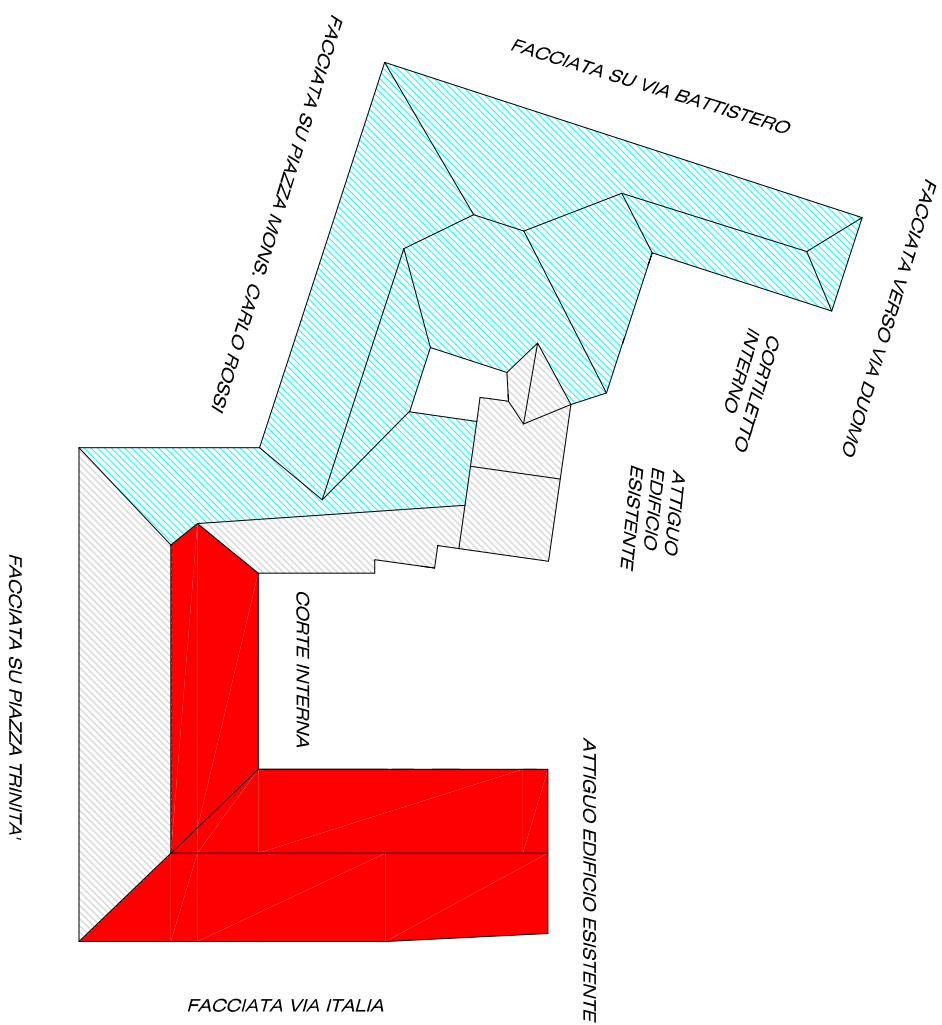 FACCIATA SU VIA BATTISTERO
FACCIATA SU PIAZZA MONS. CARLO ROSSI
FACCIATA VERSO VIA DUOMO
CORTILETTO
INTERNO
ATTIGUO
EDIFICIO
ESISTENTE
FACCIATA SU PIAZZA TRINITA'
CORTE INTERNA
ATTIGUO EDIFICIO ESISTENTE
FACCIATA VIA ITALIA